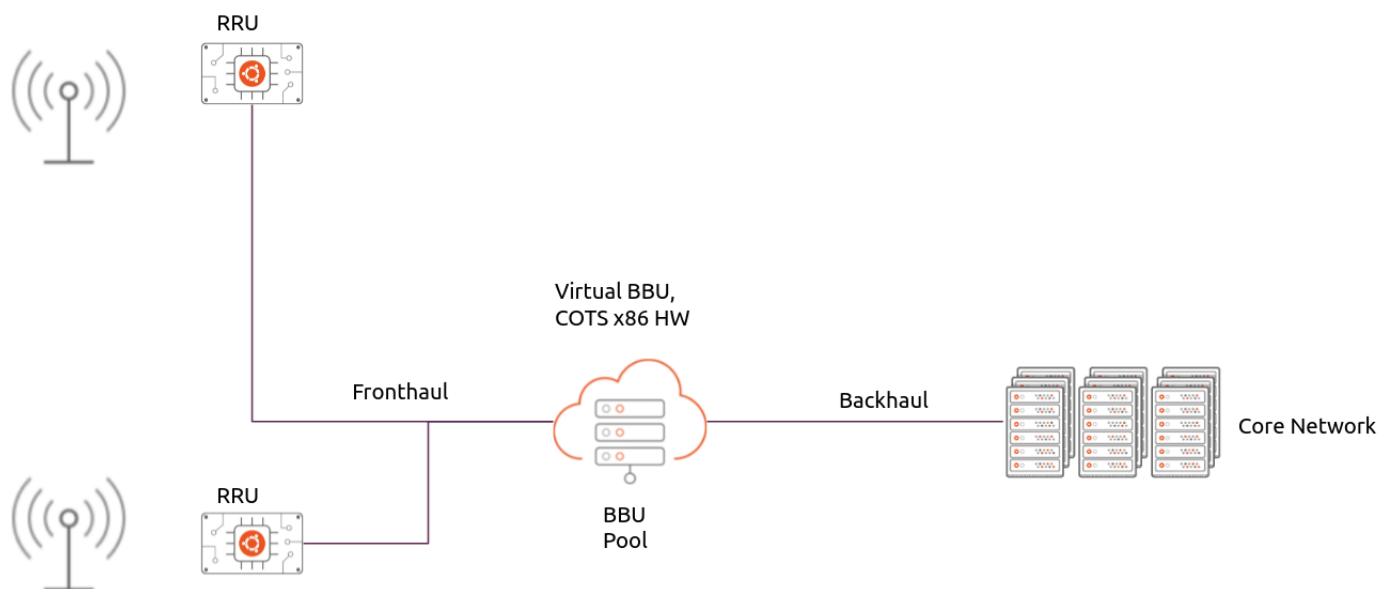 RRU
Virtual BBU,
COTS x86 HW
Fronthaul
Backhaul
Core Network
RRU
BBU
Pool